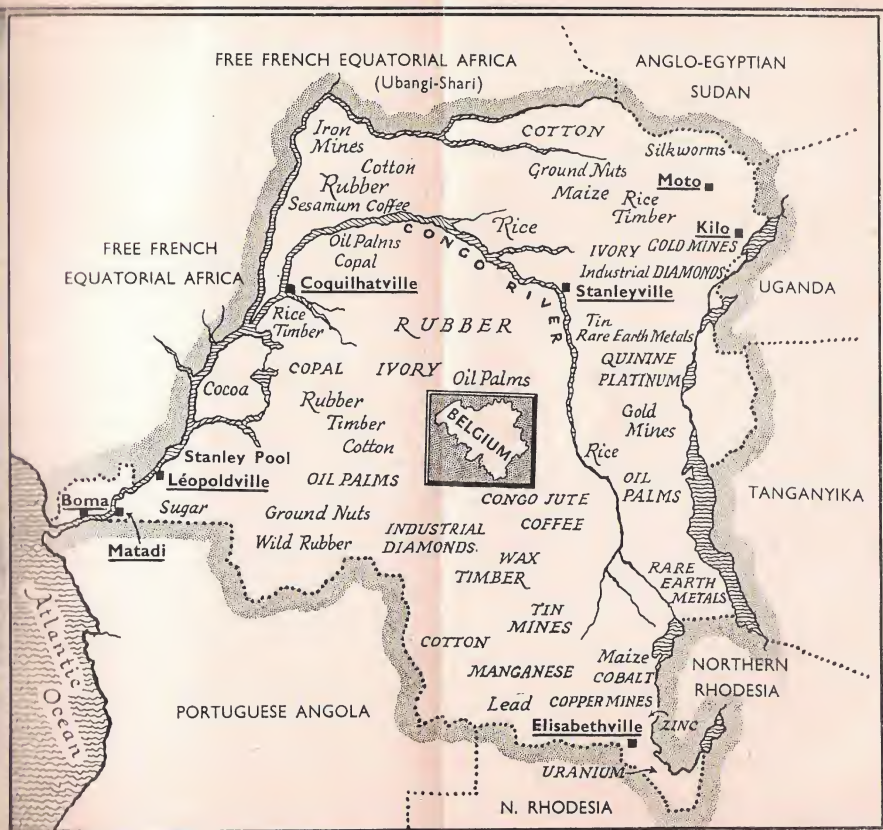 FREE FRENCH EQUATORIAL AFRICA
(Ubangi-Shari)
ANGLO-EGYPTIAN
SUDAN
Iron
Mines
COTTON
Silkworms
Cotton
Rubber
Sesamum Coffee
Ground Nuts
Maize
Moto
Rice
Timber
Kilo
FREE FRENCH
EQUATORIAL AFRICA
Oil Palms
Copal
CONGO RIVER
Rice
IVORY GOLD MINES
Industrial DIAMONDS
UGANDA
Coquilhatville
Stanleyville
Rice
Timber
RUBBER
Tin
Rare Earth Metals
QUININE
PLATINUM
COPAL
IVORY
Oil Palms
Cocoa
Rubber
Timber
Cotton
BELGIUM
Gold
Mines
Rice
Stanley Pool
Léopoldville
OIL PALMS
OIL
PALMS
TANGANYIKA
Boma
Matadi
Sugar
Ground Nuts
Wild Rubber
INDUSTRIAL
DIAMONDS.
CONGO JUTE
COFFEE
WAX
TIMBER
RARE
EARTH
METALS
TIN
MINES
Atlantic
Ocean
COTTON
MANGANESE
Maize
COBALT
NORTHERN
RHODESIA
PORTUGUESE ANGOLA
Lead
COPPER MINES
Elisabethville
ZINC
URANIUM
N. RHODESIA